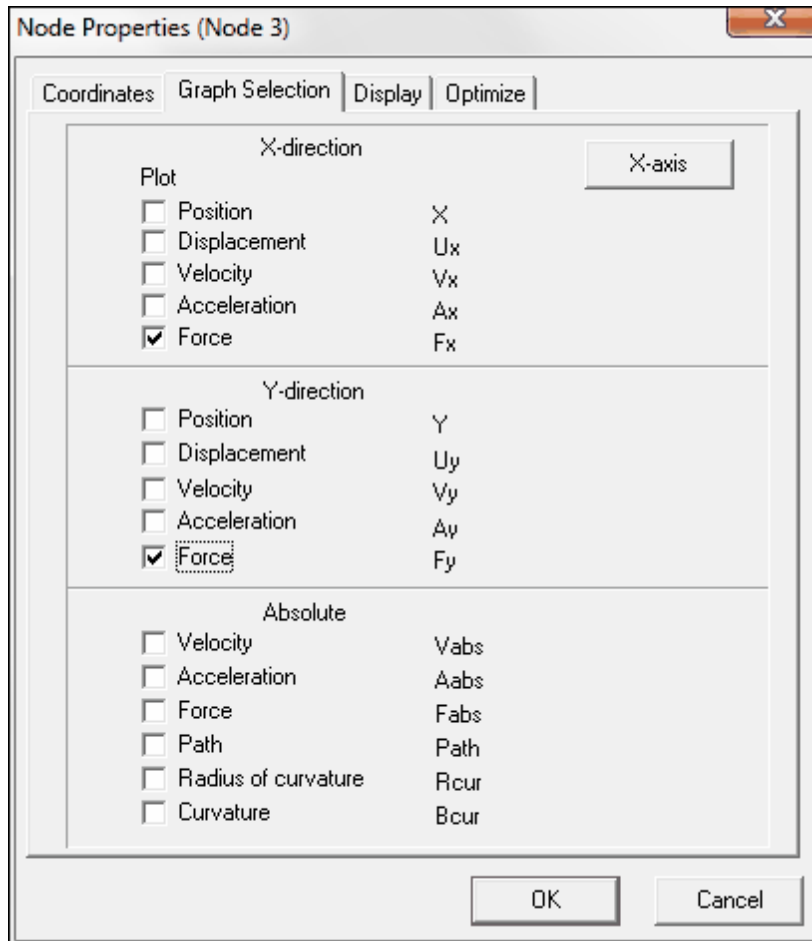 Node Properties (Node 3)
Coordinates Graph Selection Display Optimize
X-direction
X-axis
Plot
Position X
Displacement Ux
Velocity Vx
Acceleration Ax
Force Fx
Y-direction
Position Y
Displacement Uy
Velocity Vy
Acceleration Ay
Force Fy
Absolute
Velocity Vabs
Acceleration Aabs
Force Fabs
Path Path
Radius of curvature Rcur
Curvature Bcur
OK Cancel